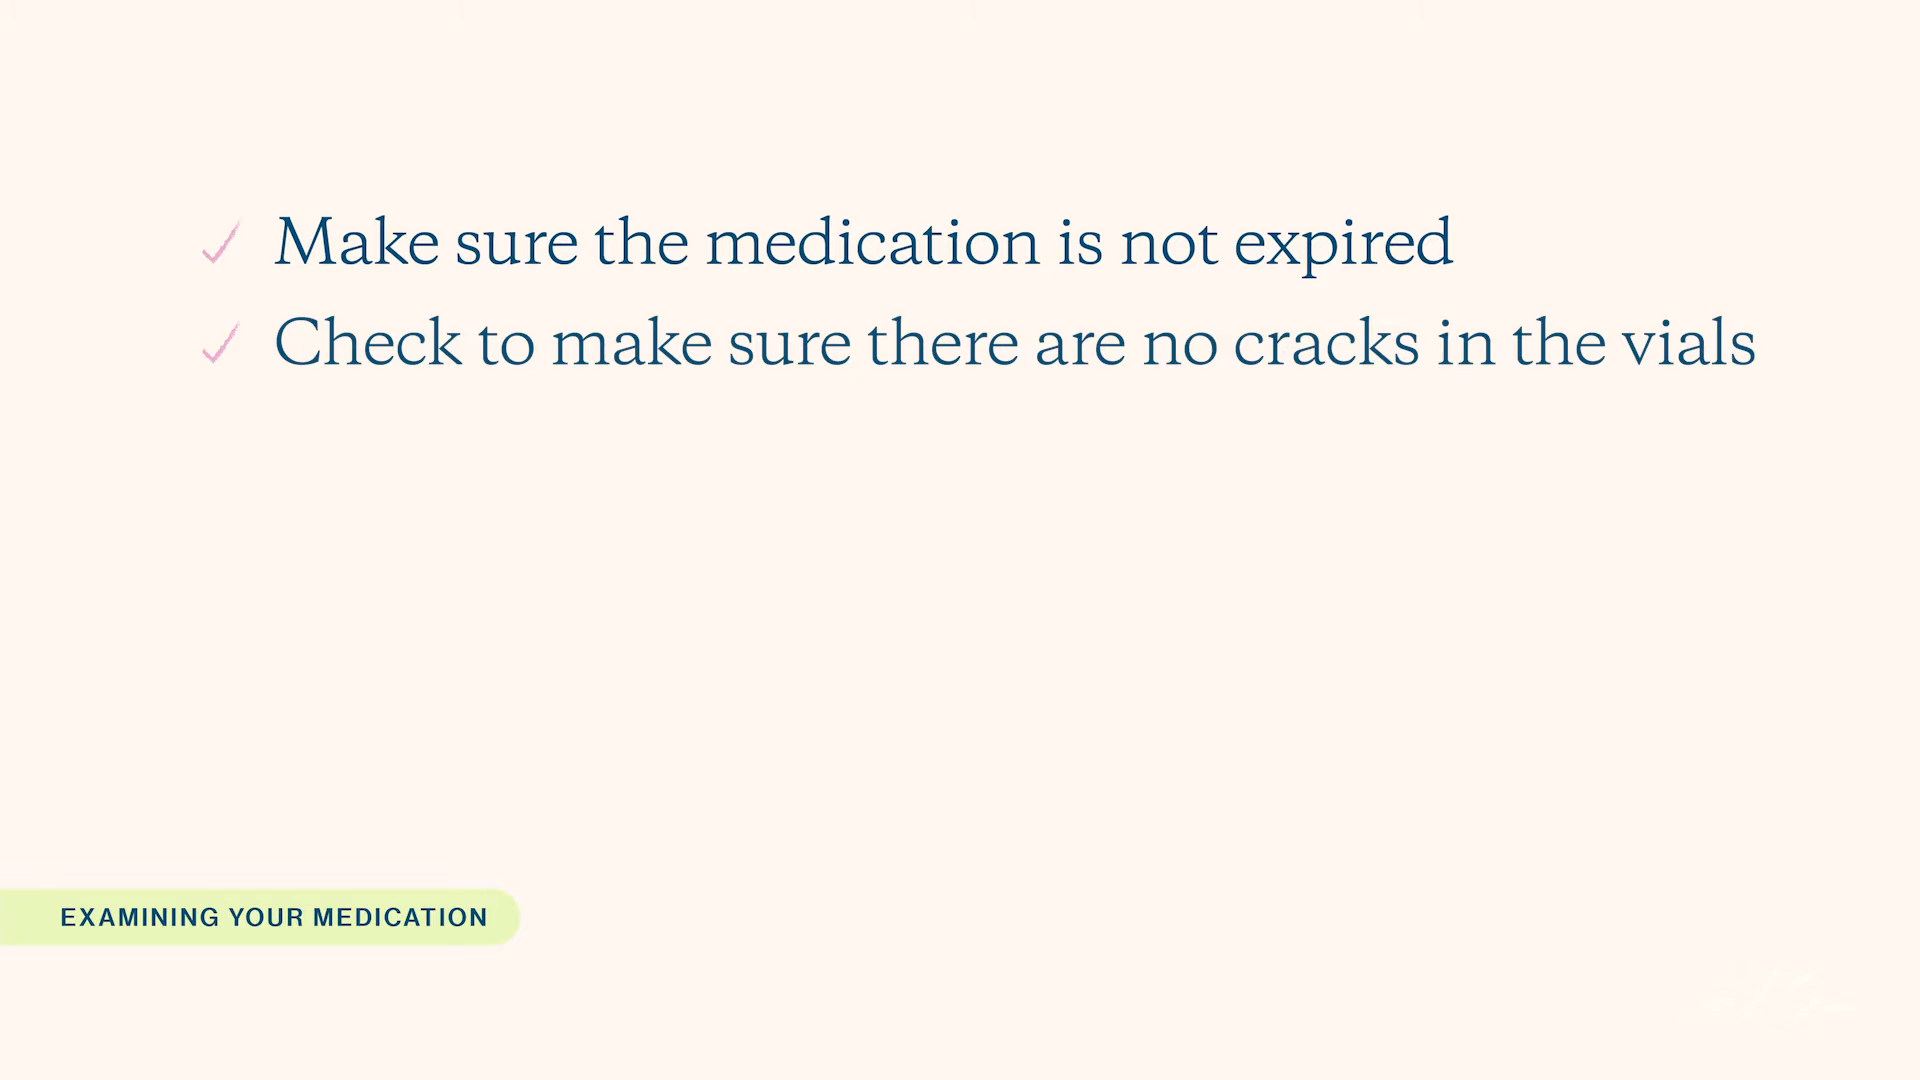 Make sure the medication is not expired
Check to make sure there are no cracks in the vials
EXAMINING YOUR MEDICATION